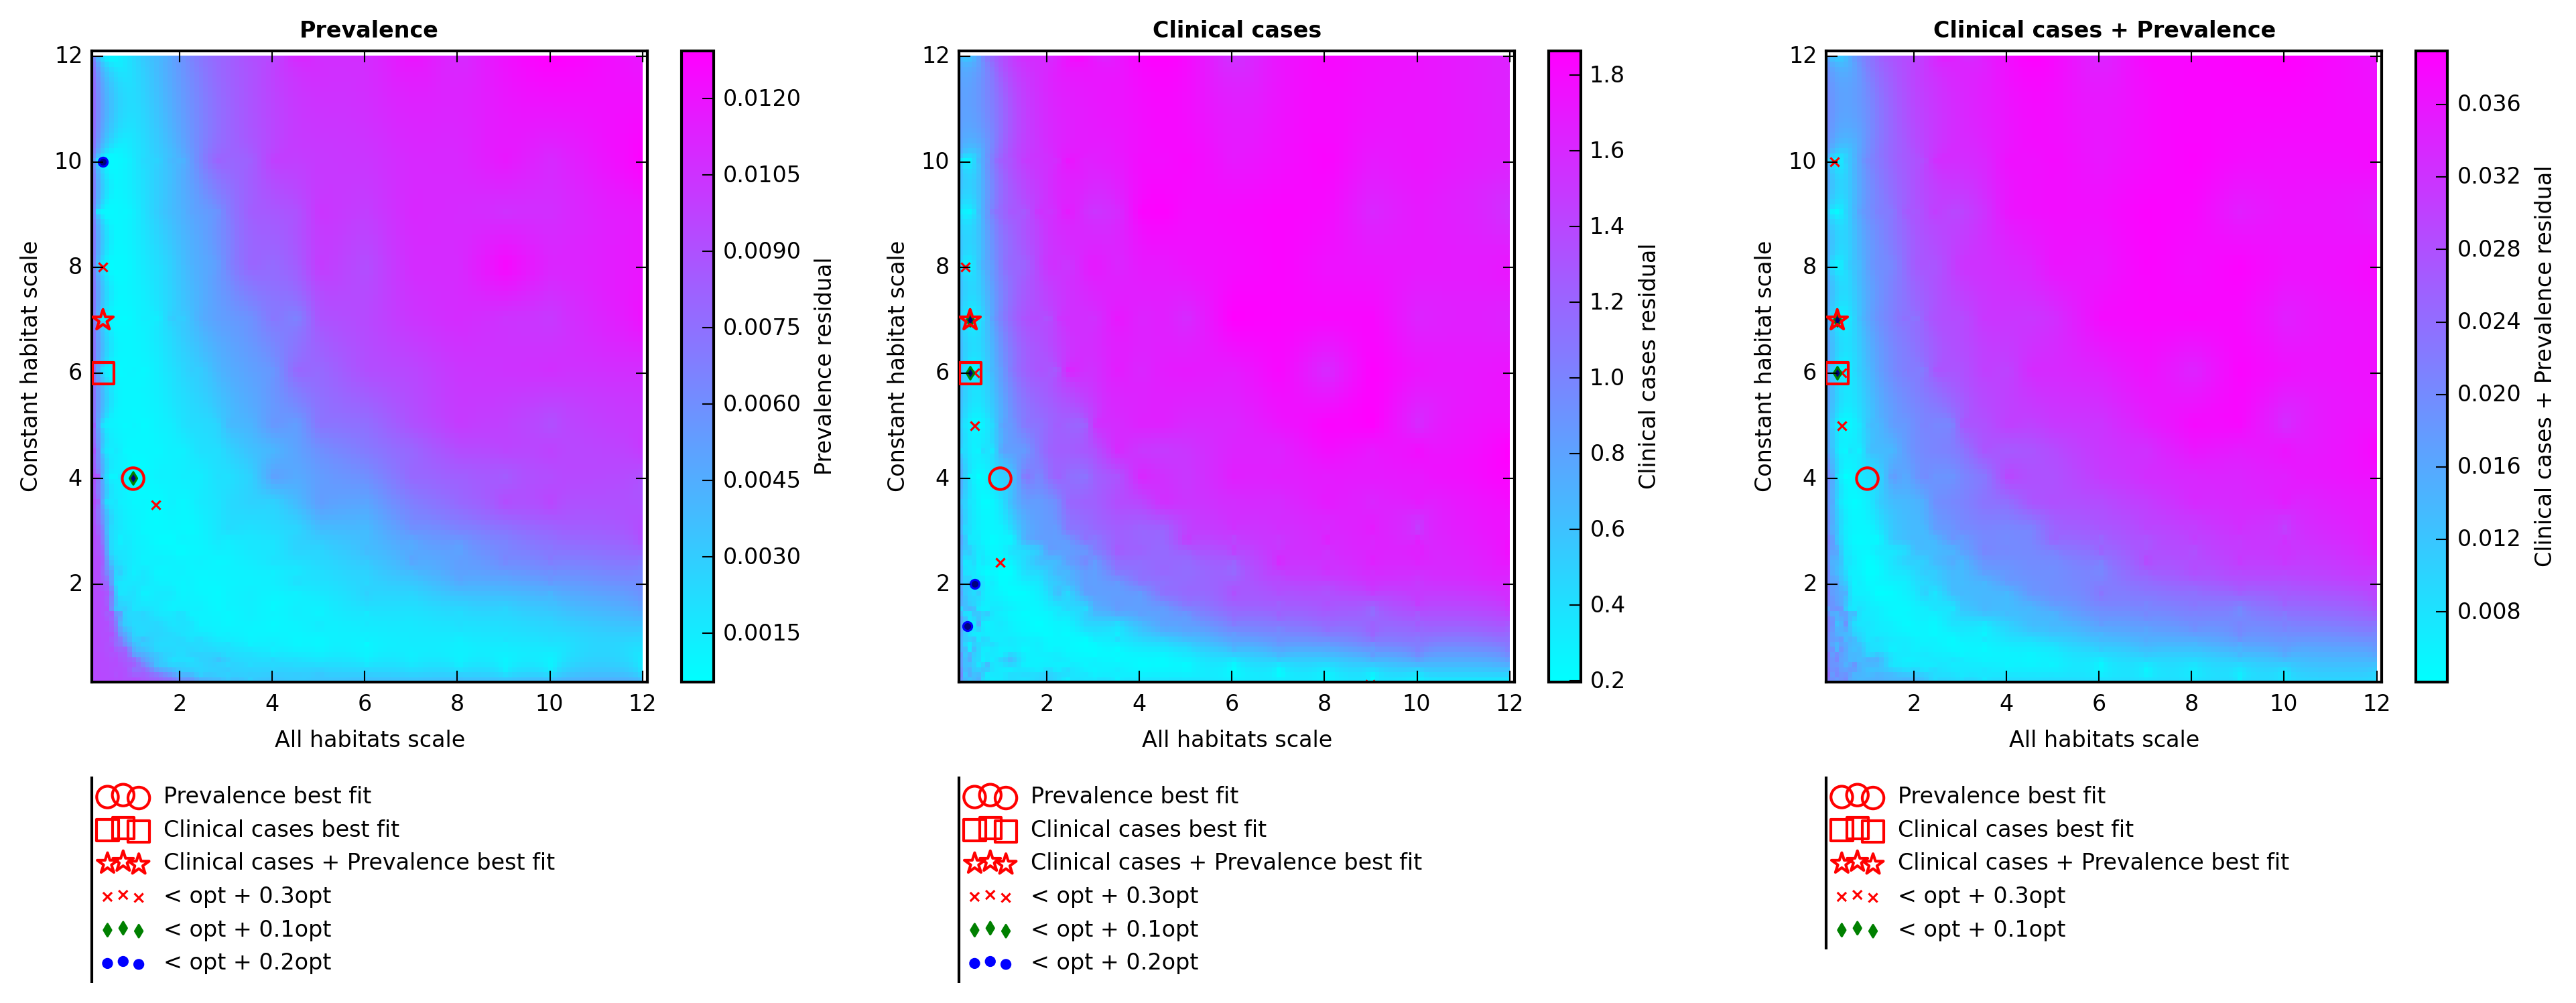 Prevalence
12
10
8
6
4
2
Constant habitat scale
2 4 6 8 10 12
All habitats scale
0.0120
0.0105
0.0090
0.0075
0.0060
0.0045
0.0030
0.0015
Prevalence residual
Prevalence best fit
Clinical cases best fit
Clinical cases + Prevalence best fit
< opt + 0.3opt
< opt + 0.1opt
< opt + 0.2opt
Clinical cases
12
10
8
6
4
2
Constant habitat scale
2 4 6 8 10 12
All habitats scale
1.8
1.6
1.4
1.2
1.0
0.8
0.6
0.4
0.2
Clinical cases residual
Prevalence best fit
Clinical cases best fit
Clinical cases + Prevalence best fit
< opt + 0.3opt
< opt + 0.1opt
< opt + 0.2opt
Clinical cases + Prevalence
12
10
8
6
4
2
Constant habitat scale
2 4 6 8 10 12
All habitats scale
0.036
0.032
0.028
0.024
0.020
0.016
0.012
0.008
Clinical cases + Prevalence residual
Prevalence best fit
Clinical cases best fit
Clinical cases + Prevalence best fit
< opt + 0.3opt
< opt + 0.1opt